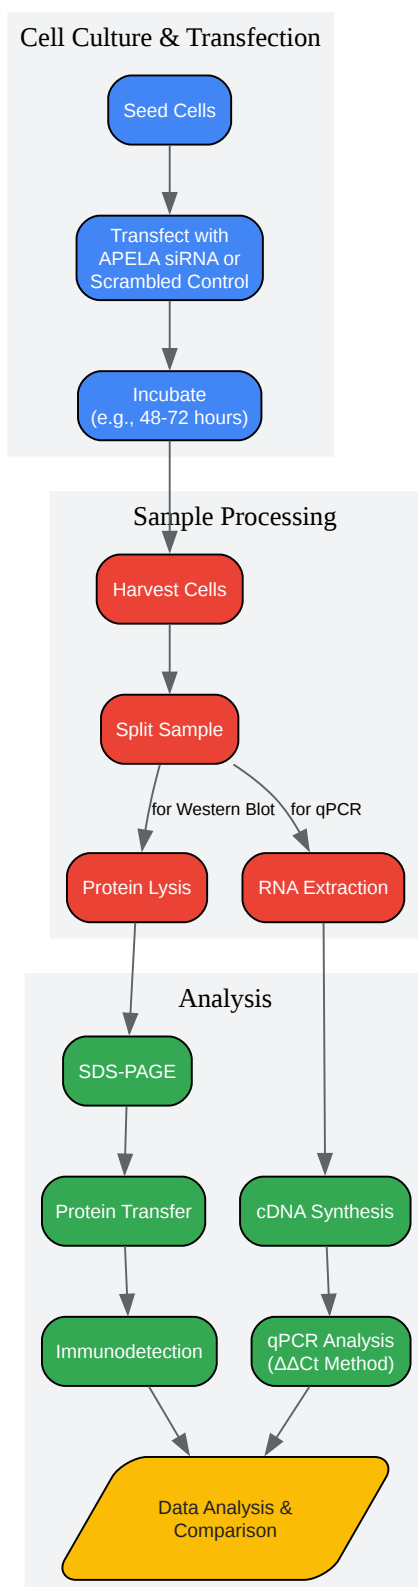 Cell Culture & Transfection
Seed Cells
Transfect with
APELA siRNA or
Scrambled Control
Incubate
(e.g., 48-72 hours)
Sample Processing
Harvest Cells
Split Sample
for Western Blot
for qPCR
Protein Lysis
RNA Extraction
Analysis
SDS-PAGE
Protein Transfer
cDNA Synthesis
Immunodetection
qPCR Analysis
(ΔΔCt Method)
Data Analysis &
Comparison